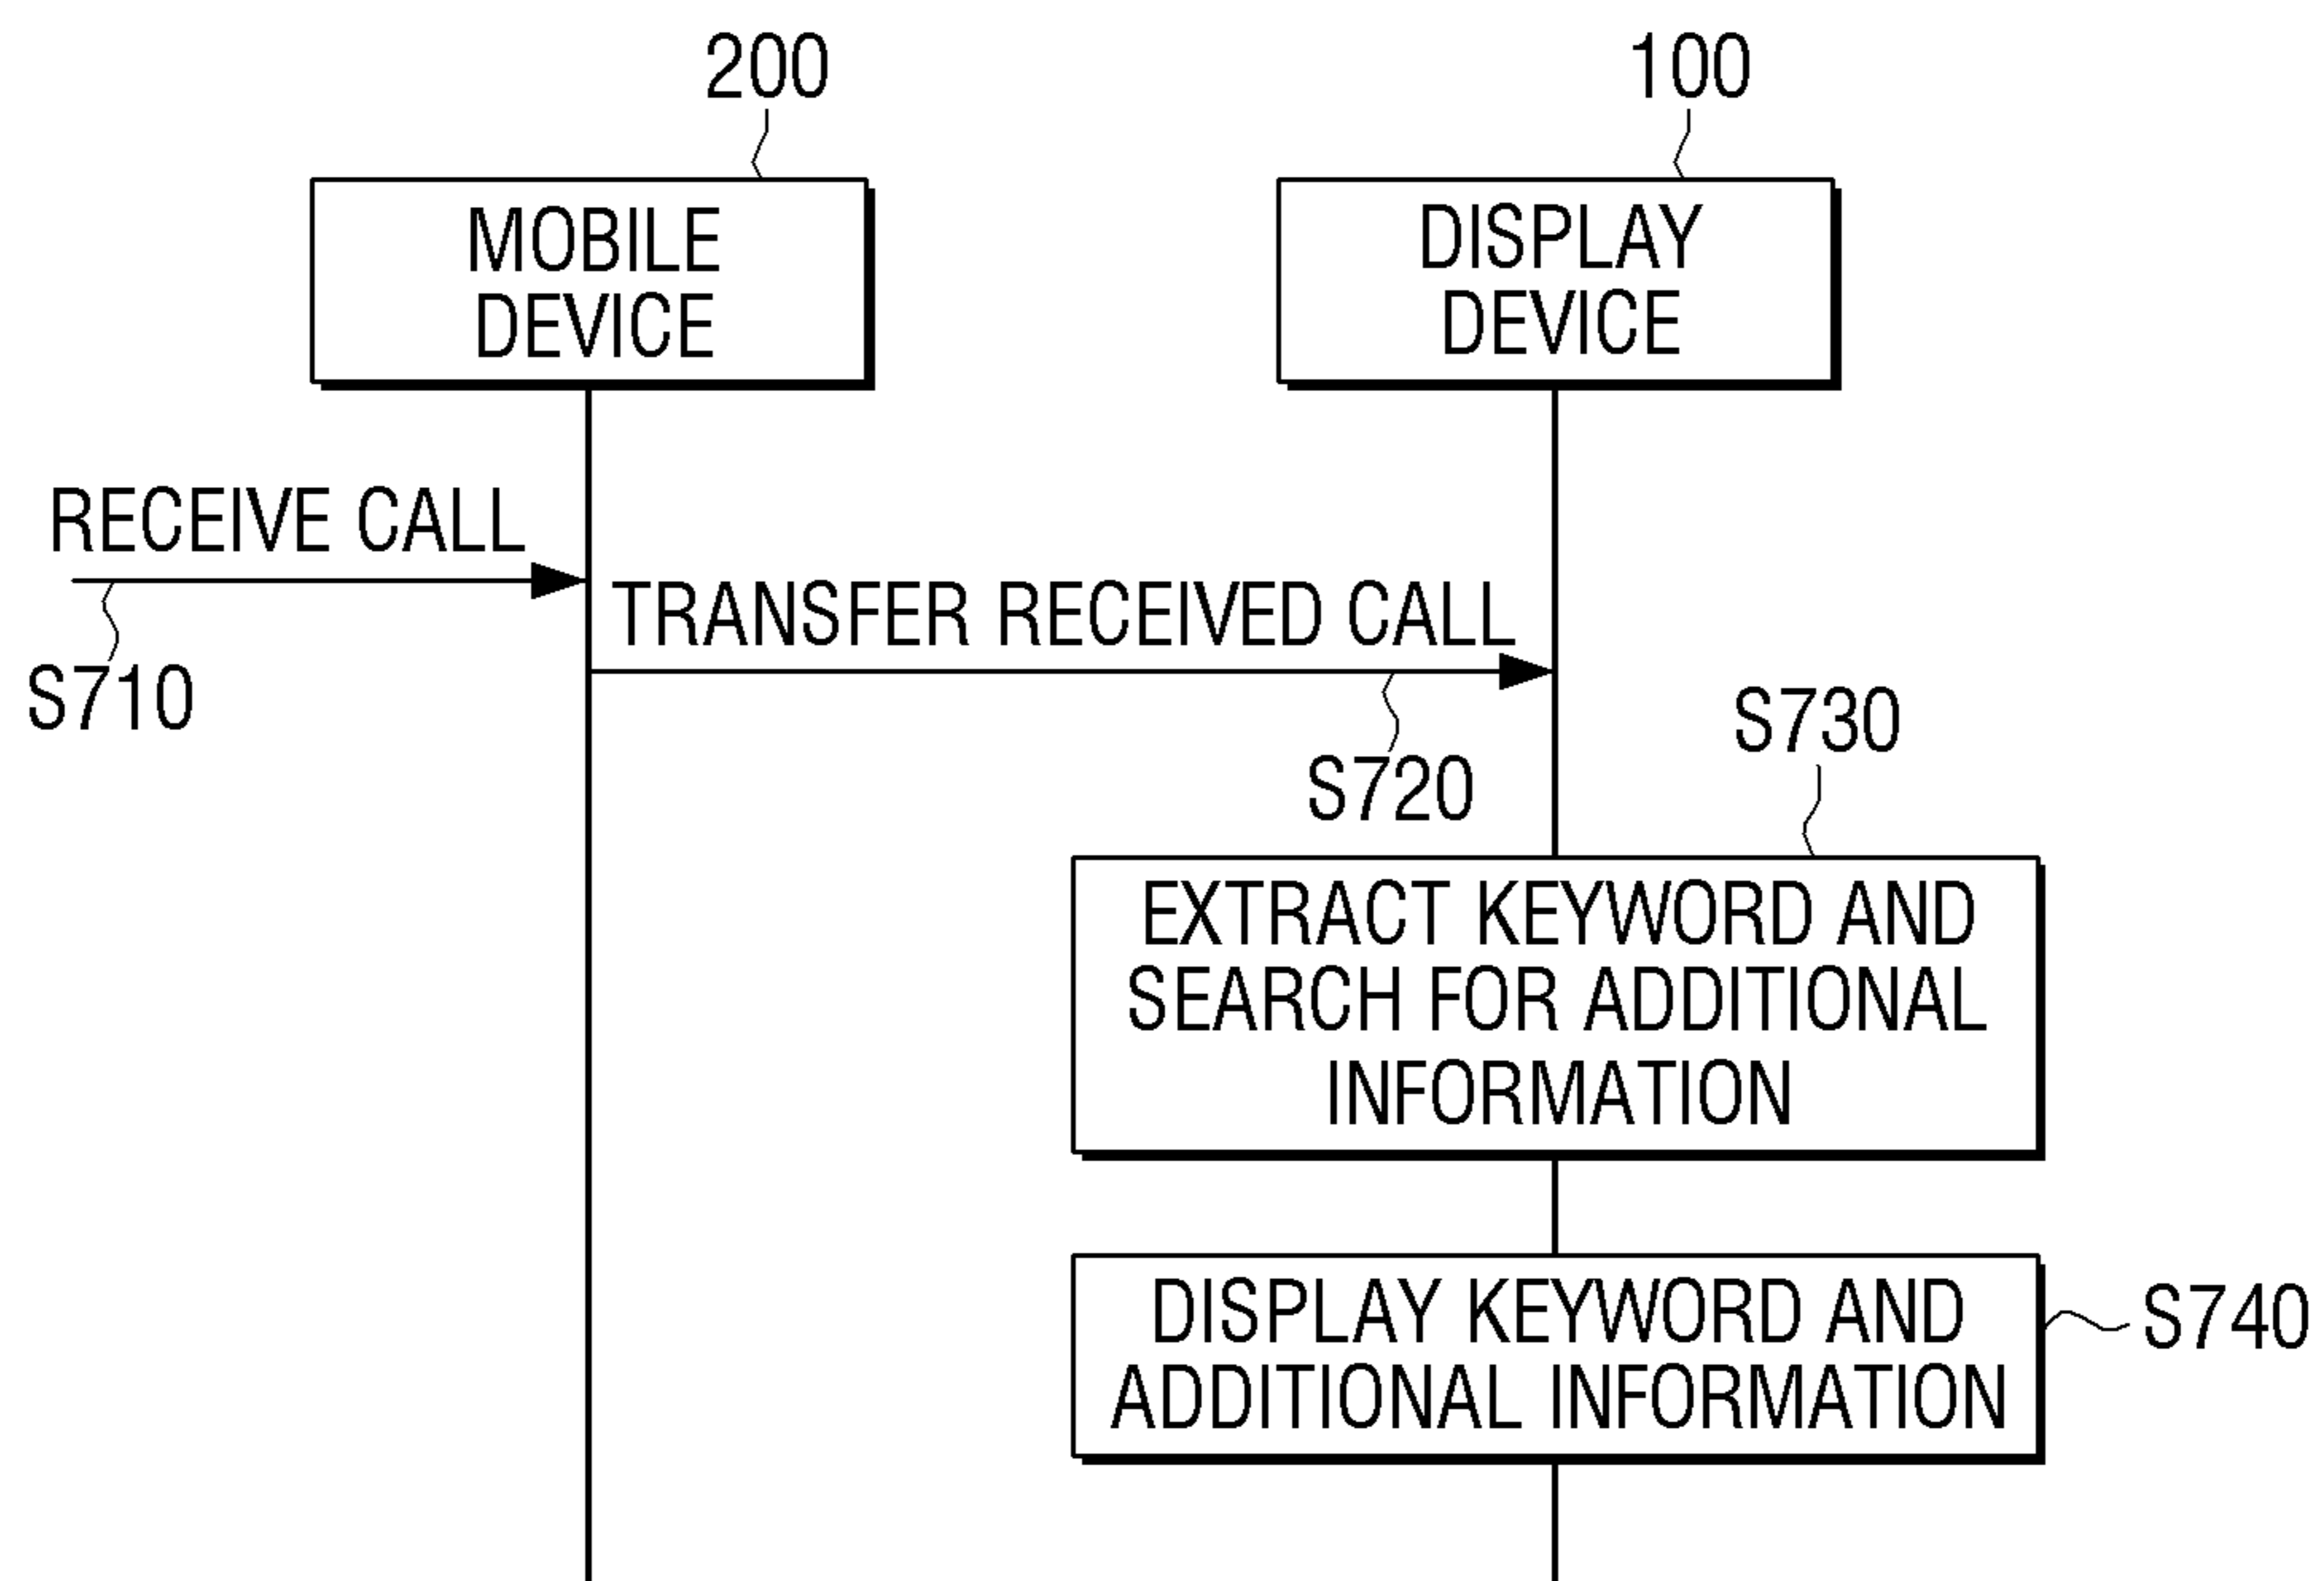 200
100
MOBILE
DEVICE
DISPLAY
DEVICE
RECEIVE CALL
S710
TRANSFER RECEIVED CALL
S720
S730
EXTRACT KEYWORD AND
SEARCH FOR ADDITIONAL
INFORMATION
DISPLAY KEYWORD AND
ADDITIONAL INFORMATION
S740